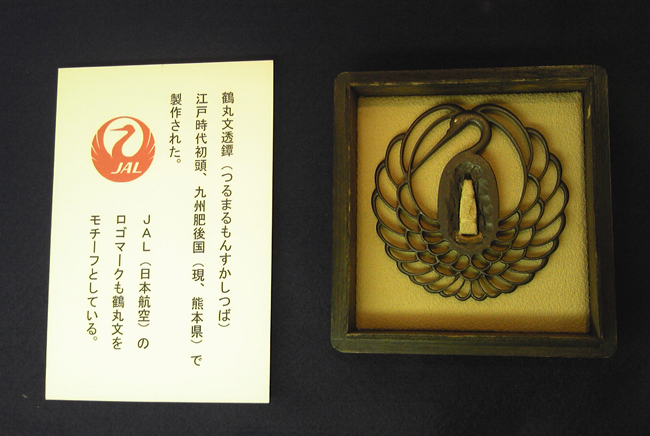 鶴丸文透鐔（つるまるもんすかしつば）
江戸時代初頭、九州肥後国（現、熊本県）で
製作された。
JAL
ＪＡＬ（日本航空）の
ロゴマークも鶴丸文を
モチーフとしている。